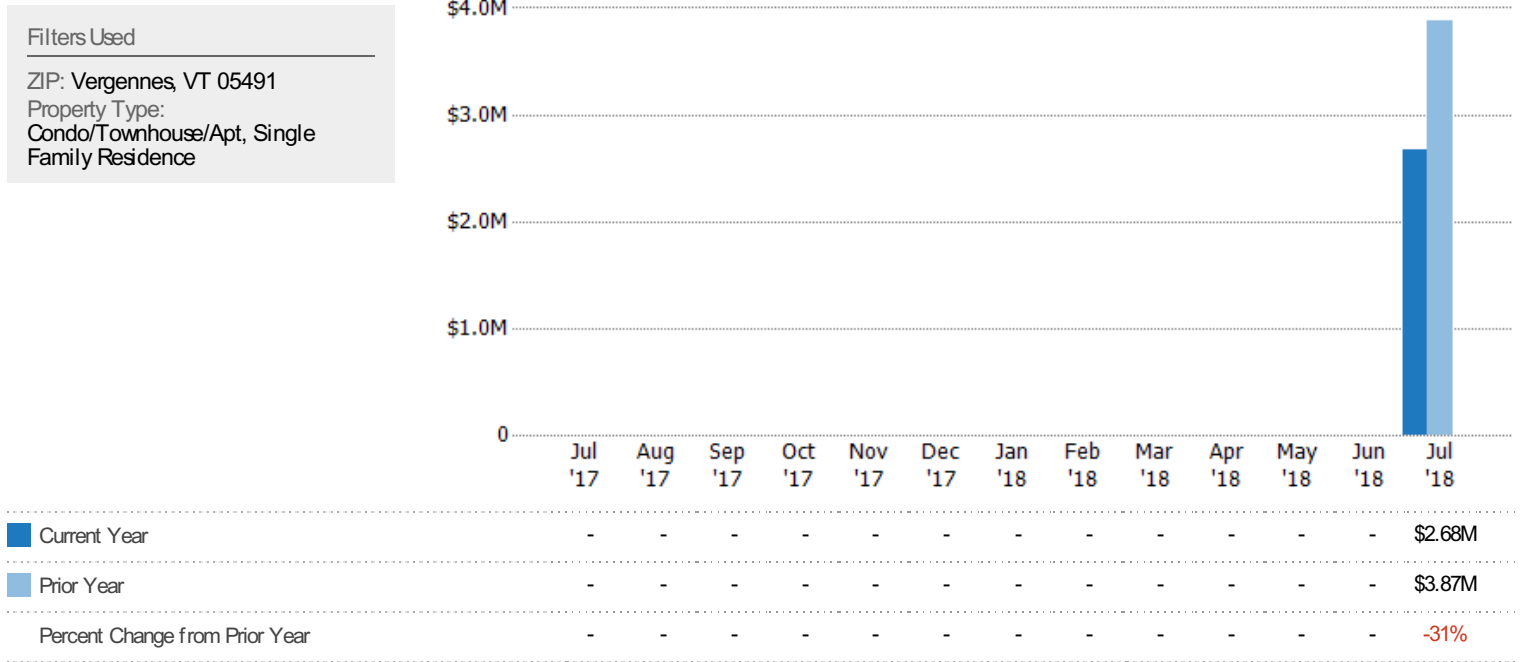 Filters Used
ZIP: Vergennes, VT 05491
Property Type:
Condo/Townhouse/Apt, Single
Family Residence
$4.0M
$3.0M
$2.0M
$1.0M
0
Jul Aug Sep Oct Nov Dec Jan Feb Mar Apr May Jun Jul
'17 '17 '17 '17 '17 '17 '18 '18 '18 '18 '18 '18 '18
Current Year - - - - - - - - - - - - $2.68M
Prior Year - - - - - - - - - - - - $3.87M
Percent Change from Prior Year - - - - - - - - - - - - -31%